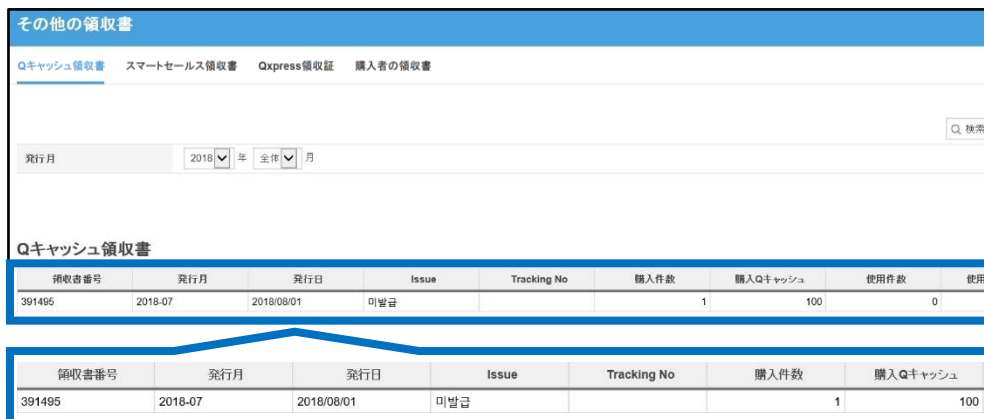 その他の領収書
Qキャッシュ領収書 スマートセールス領収書 Qxpress領収証 購入者の領収書
検索
発行月 2018 年 全体 月
Qキャッシュ領収書
領収書番号 発行月 発行日 Issue Tracking No 購入件数 購入Qキャッシュ 使用件数 使用
391495 2018-07 2018/08/01 미발급 1 100 0
領収書番号 発行月 発行日 Issue Tracking No 購入件数 購入Qキャッシュ
391495 2018-07 2018/08/01 미발급 1 100